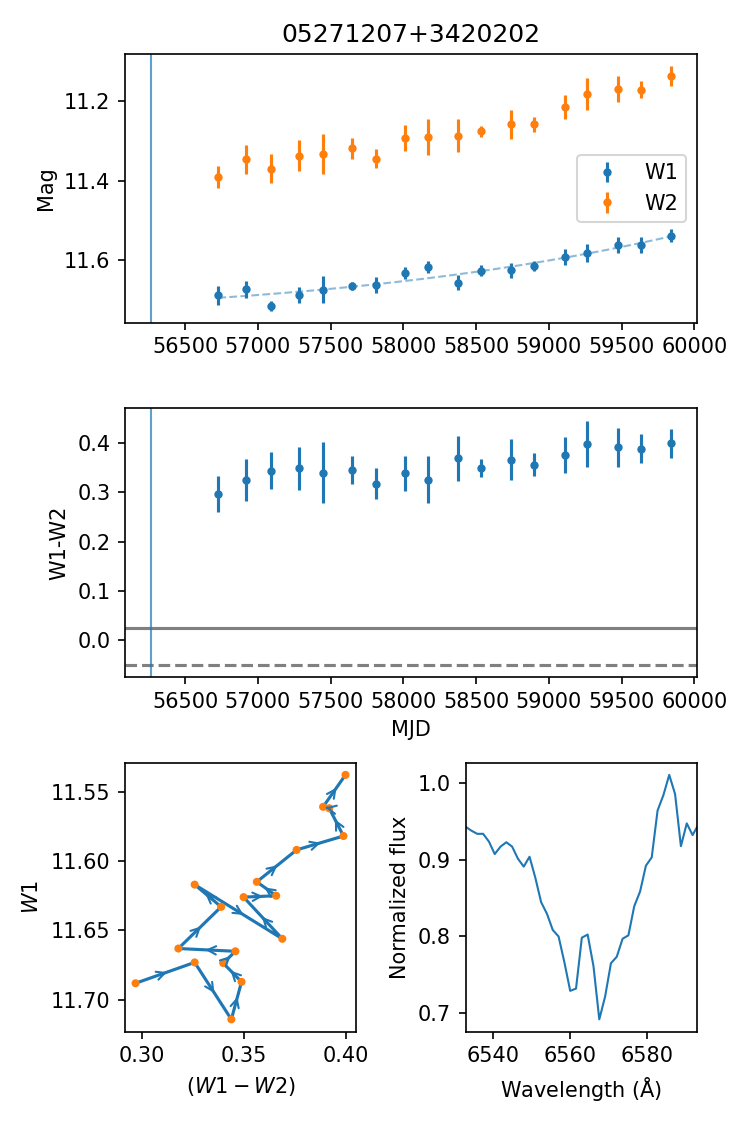 05271207+3420202
Mag
11.2
11.4
11.6
W1
W2
56500 57000 57500 58000 58500 59000 59500 60000
W1-W2
0.4
0.3
0.2
0.1
0.0
56500 57000 57500 58000 58500 59000 59500 60000
MJD
W1
11.55
11.60
11.65
11.70
0.30 0.35 0.40
(W1 − W2)
Normalized flux
1.0
0.9
0.8
0.7
6540 6560 6580
Wavelength (Å)